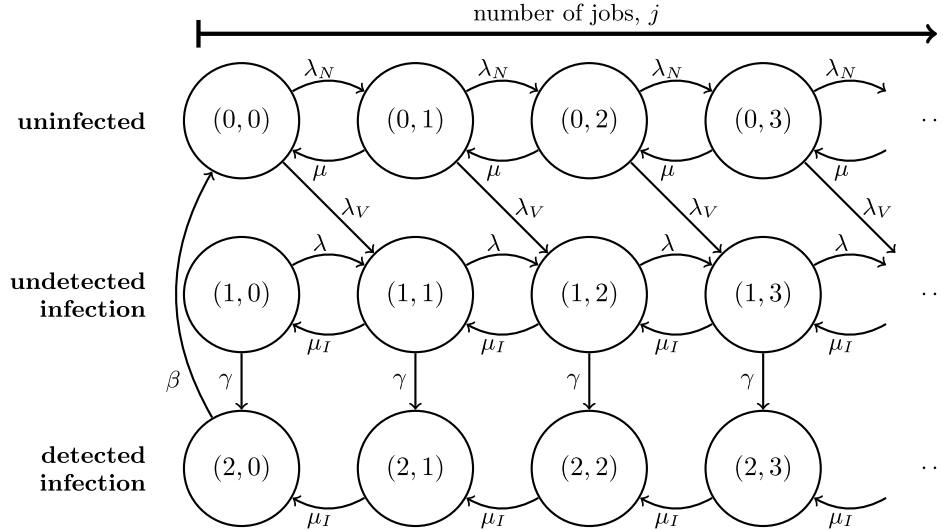 number of jobs, j
λ_N λ_N λ_N λ_N
uninfected (0, 0) (0, 1) (0, 2) (0, 3) ···
μ μ μ μ
λ_V λ_V λ_V λ_V
λ λ λ λ
undetected
infection (1, 0) (1, 1) (1, 2) (1, 3) ···
μ_I μ_I μ_I μ_I
β γ γ γ γ
detected
infection (2, 0) (2, 1) (2, 2) (2, 3) ···
μ_I μ_I μ_I μ_I